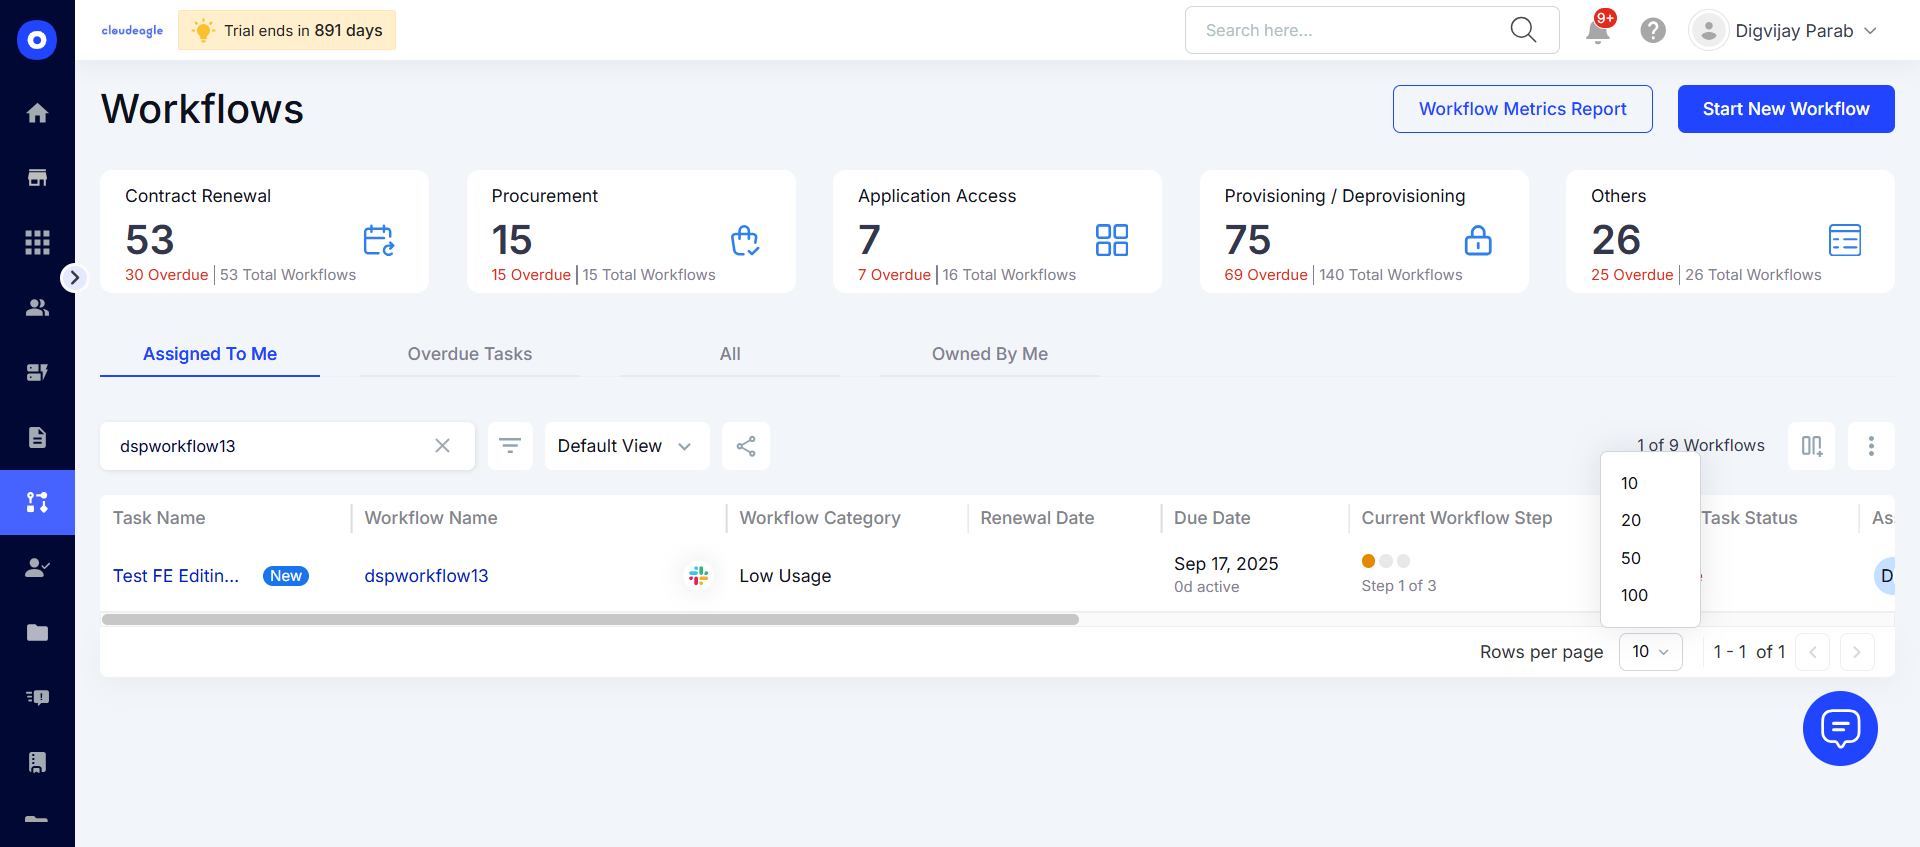 cloudeagle
Trial ends in 891 days
Search here...
9+
Digvijay Parab
Workflows
Workflow Metrics Report
Start New Workflow
Contract Renewal
53
30 Overdue | 53 Total Workflows
Procurement
15
15 Overdue | 15 Total Workflows
Application Access
7
7 Overdue | 16 Total Workflows
Provisioning / Deprovisioning
75
69 Overdue | 140 Total Workflows
Others
26
25 Overdue | 26 Total Workflows
Assigned To Me
Overdue Tasks
All
Owned By Me
dspworkflow13
Default View
1 of 9 Workflows
Task Name
Workflow Name
Workflow Category
Renewal Date
Due Date
Current Workflow Step
Task Status
As
Test FE Editin...
New
dspworkflow13
Low Usage
Sep 17, 2025
0d active
Step 1 of 3
D
10
20
50
100
Rows per page
10
1 - 1 of 1